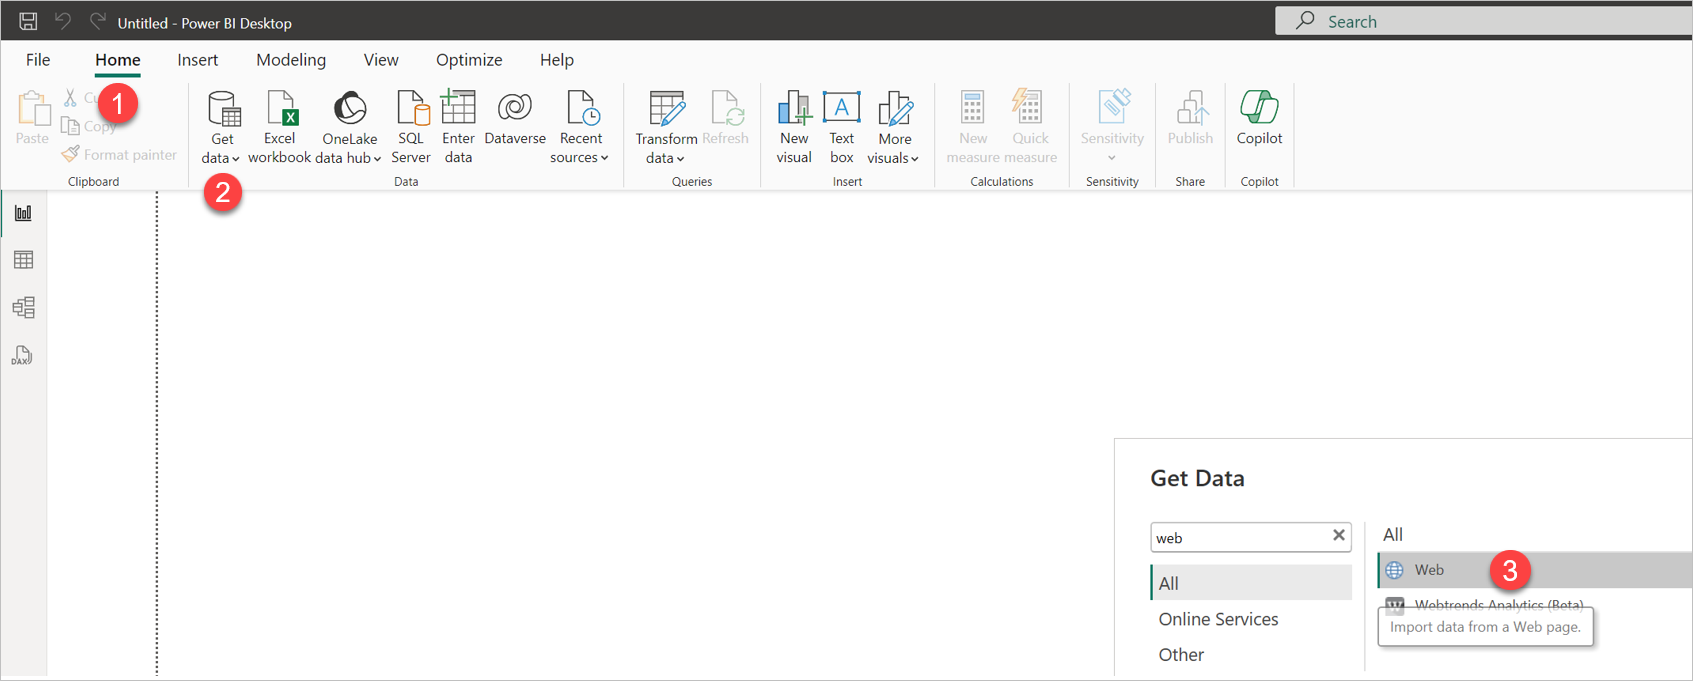 Untitled - Power BI Desktop
Search
File Home Insert Modeling View Optimize Help
1
Paste
Cu
Copy
Format painter
Clipboard
Get data
2
Excel workbook
OneLake data hub
SQL Server
Enter data
Dataverse
Recent sources
Data
Transform data
Refresh
Queries
New visual
Text box
More visuals
Insert
New measure
Quick measure
Calculations
Sensitivity
Sensitivity
Publish
Share
Copilot
Copilot
DAX
Get Data
web
All
Online Services
Other
All
Web
3
Webtrends Analytics (Beta)
Import data from a Web page.